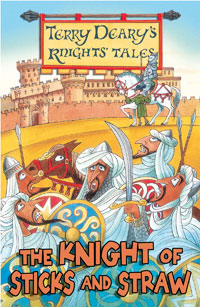 TERRY DEARY'S
KNIGHTS' TALES
THE KNIGHT OF
STICKS AND STRAW